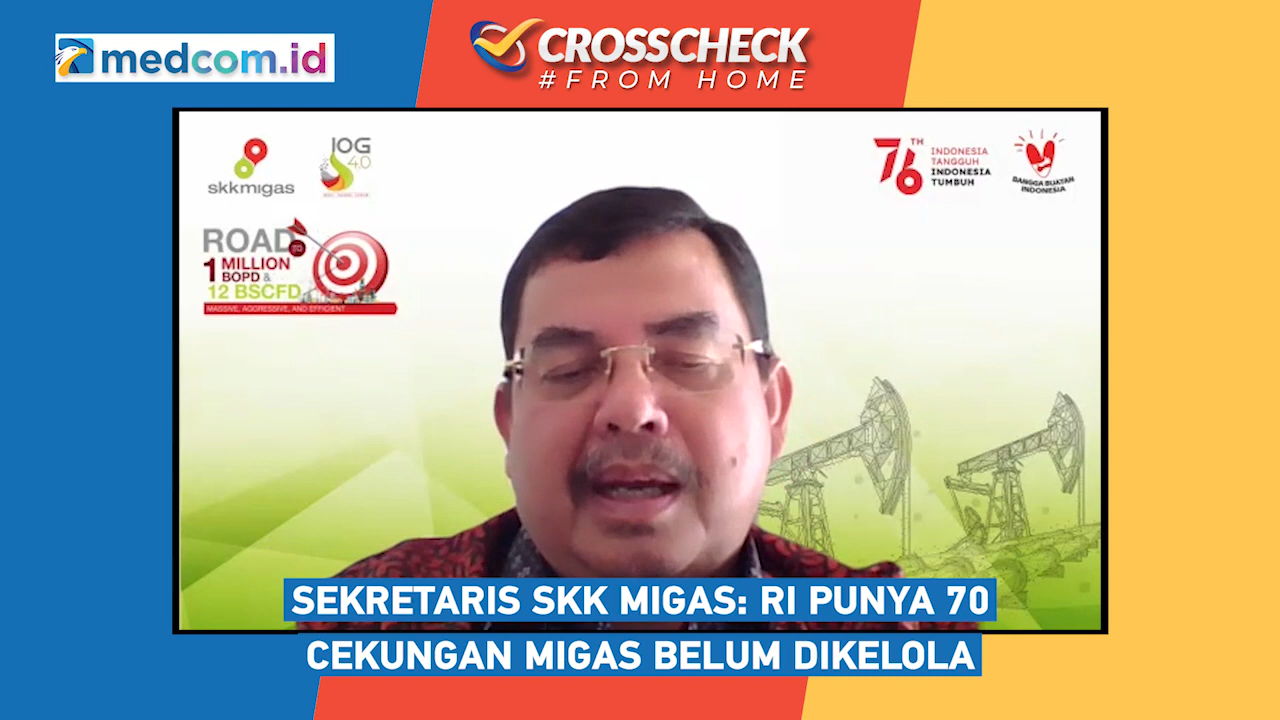 medcom.id
CROSSCHECK
#FROM HOME
skkmigas
IOG
4.0
76TH
INDONESIA
TANGGUH
INDONESIA
TUMBUH
BANGGA BUATAN
INDONESIA
ROAD TO
1 MILLION
BOPD &
12 BSCFD
MASSIVE, AGGRESSIVE, AND EFFICIENT
SEKRETARIS SKK MIGAS: RI PUNYA 70
CEKUNGAN MIGAS BELUM DIKELOLA